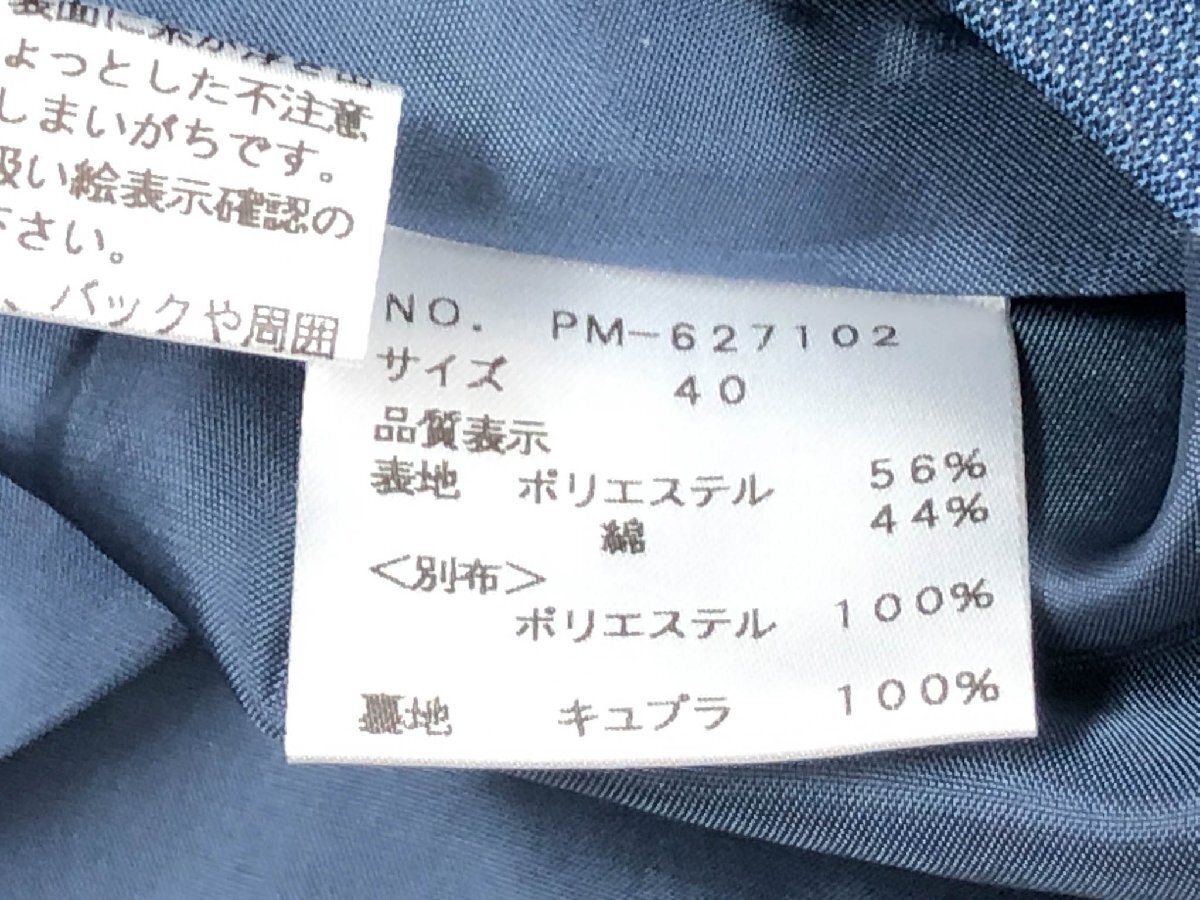 ょっとした不注意
しまいがちです。
扱い絵表示確認の
下さい。
、バックや周囲
NO. PM-627102
サイズ 40
品質表示
表地 ポリエステル 56%
綿 44%
<別布>
ポリエステル 100%
裏地 キュプラ 100%